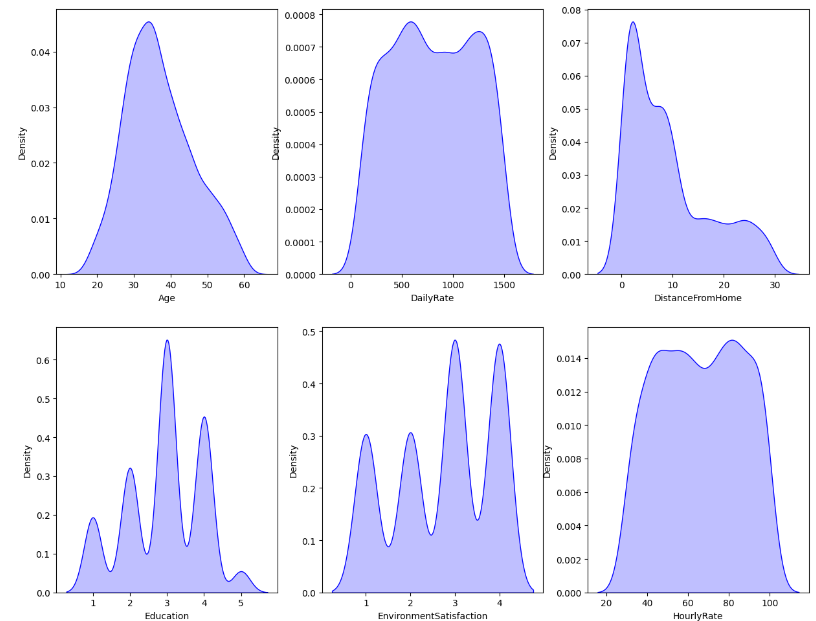 Density
0.04
0.03
0.02
0.01
0.00
10 20 30 40 50 60
Age
Density
0.0008
0.0007
0.0006
0.0005
0.0004
0.0003
0.0002
0.0001
0.0000
0 500 1000 1500
DailyRate
Density
0.08
0.07
0.06
0.05
0.04
0.03
0.02
0.01
0.00
0 10 20 30
DistanceFromHome
Density
0.6
0.5
0.4
0.3
0.2
0.1
0.0
1 2 3 4 5
Education
Density
0.5
0.4
0.3
0.2
0.1
0.0
1 2 3 4
EnvironmentSatisfaction
Density
0.014
0.012
0.010
0.008
0.006
0.004
0.002
0.000
20 40 60 80 100
HourlyRate